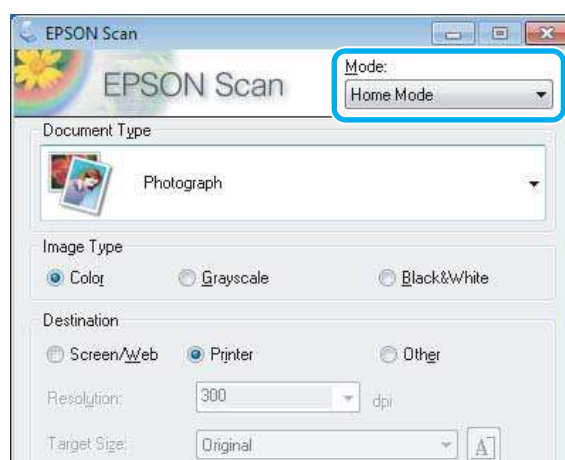 EPSON Scan
EPSON Scan
Mode:
Home Mode
Document Type
Photograph
Image Type
Color Grayscale Black&White
Destination
Screen/Web Printer Other
Resolution: 300 dpi
Target Size: Original A